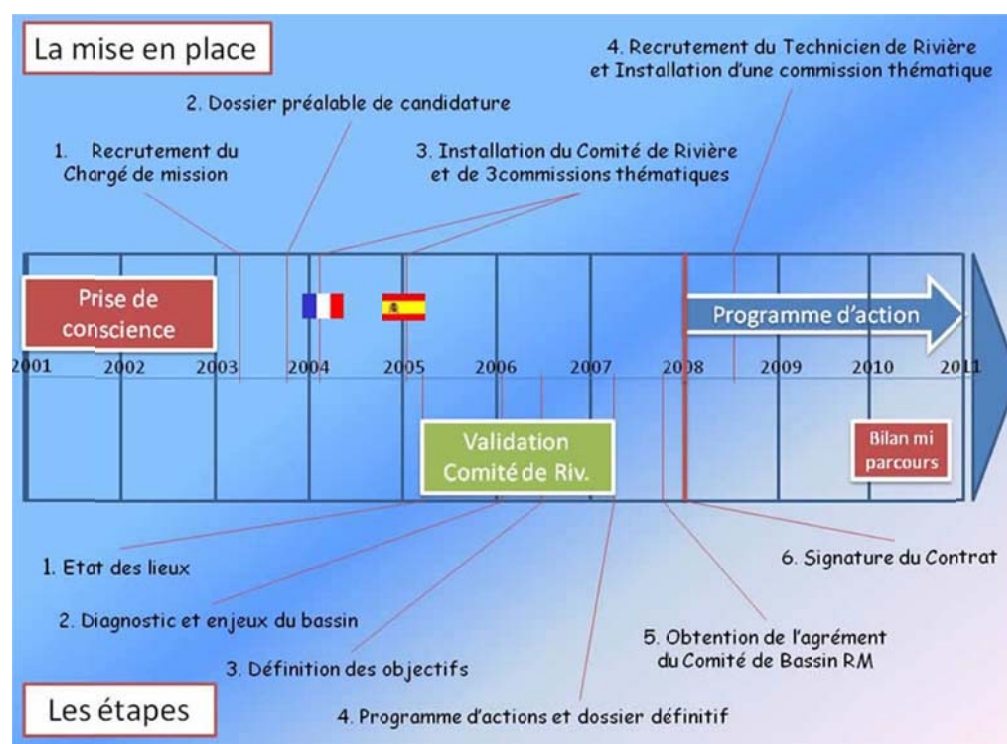 La mise en place
4. Recrutement du Technicien de Rivière
et Installation d'une commission thématique
2. Dossier préalable de candidature
1. Recrutement du
Chargé de mission
3. Installation du Comité de Rivière
et de 3commissions thématiques
Prise de
conscience
Programme d'action
2001 2002 2003 2004 2005 2006 2007 2008 2009 2010 2011
Validation
Comité de Riv.
Bilan mi
parcours
1. Etat des lieux
6. Signature du Contrat
2. Diagnostic et enjeux du bassin
5. Obtention de l'agrément
du Comité de Bassin RM
3. Définition des objectifs
Les étapes
4. Programme d'actions et dossier définitif